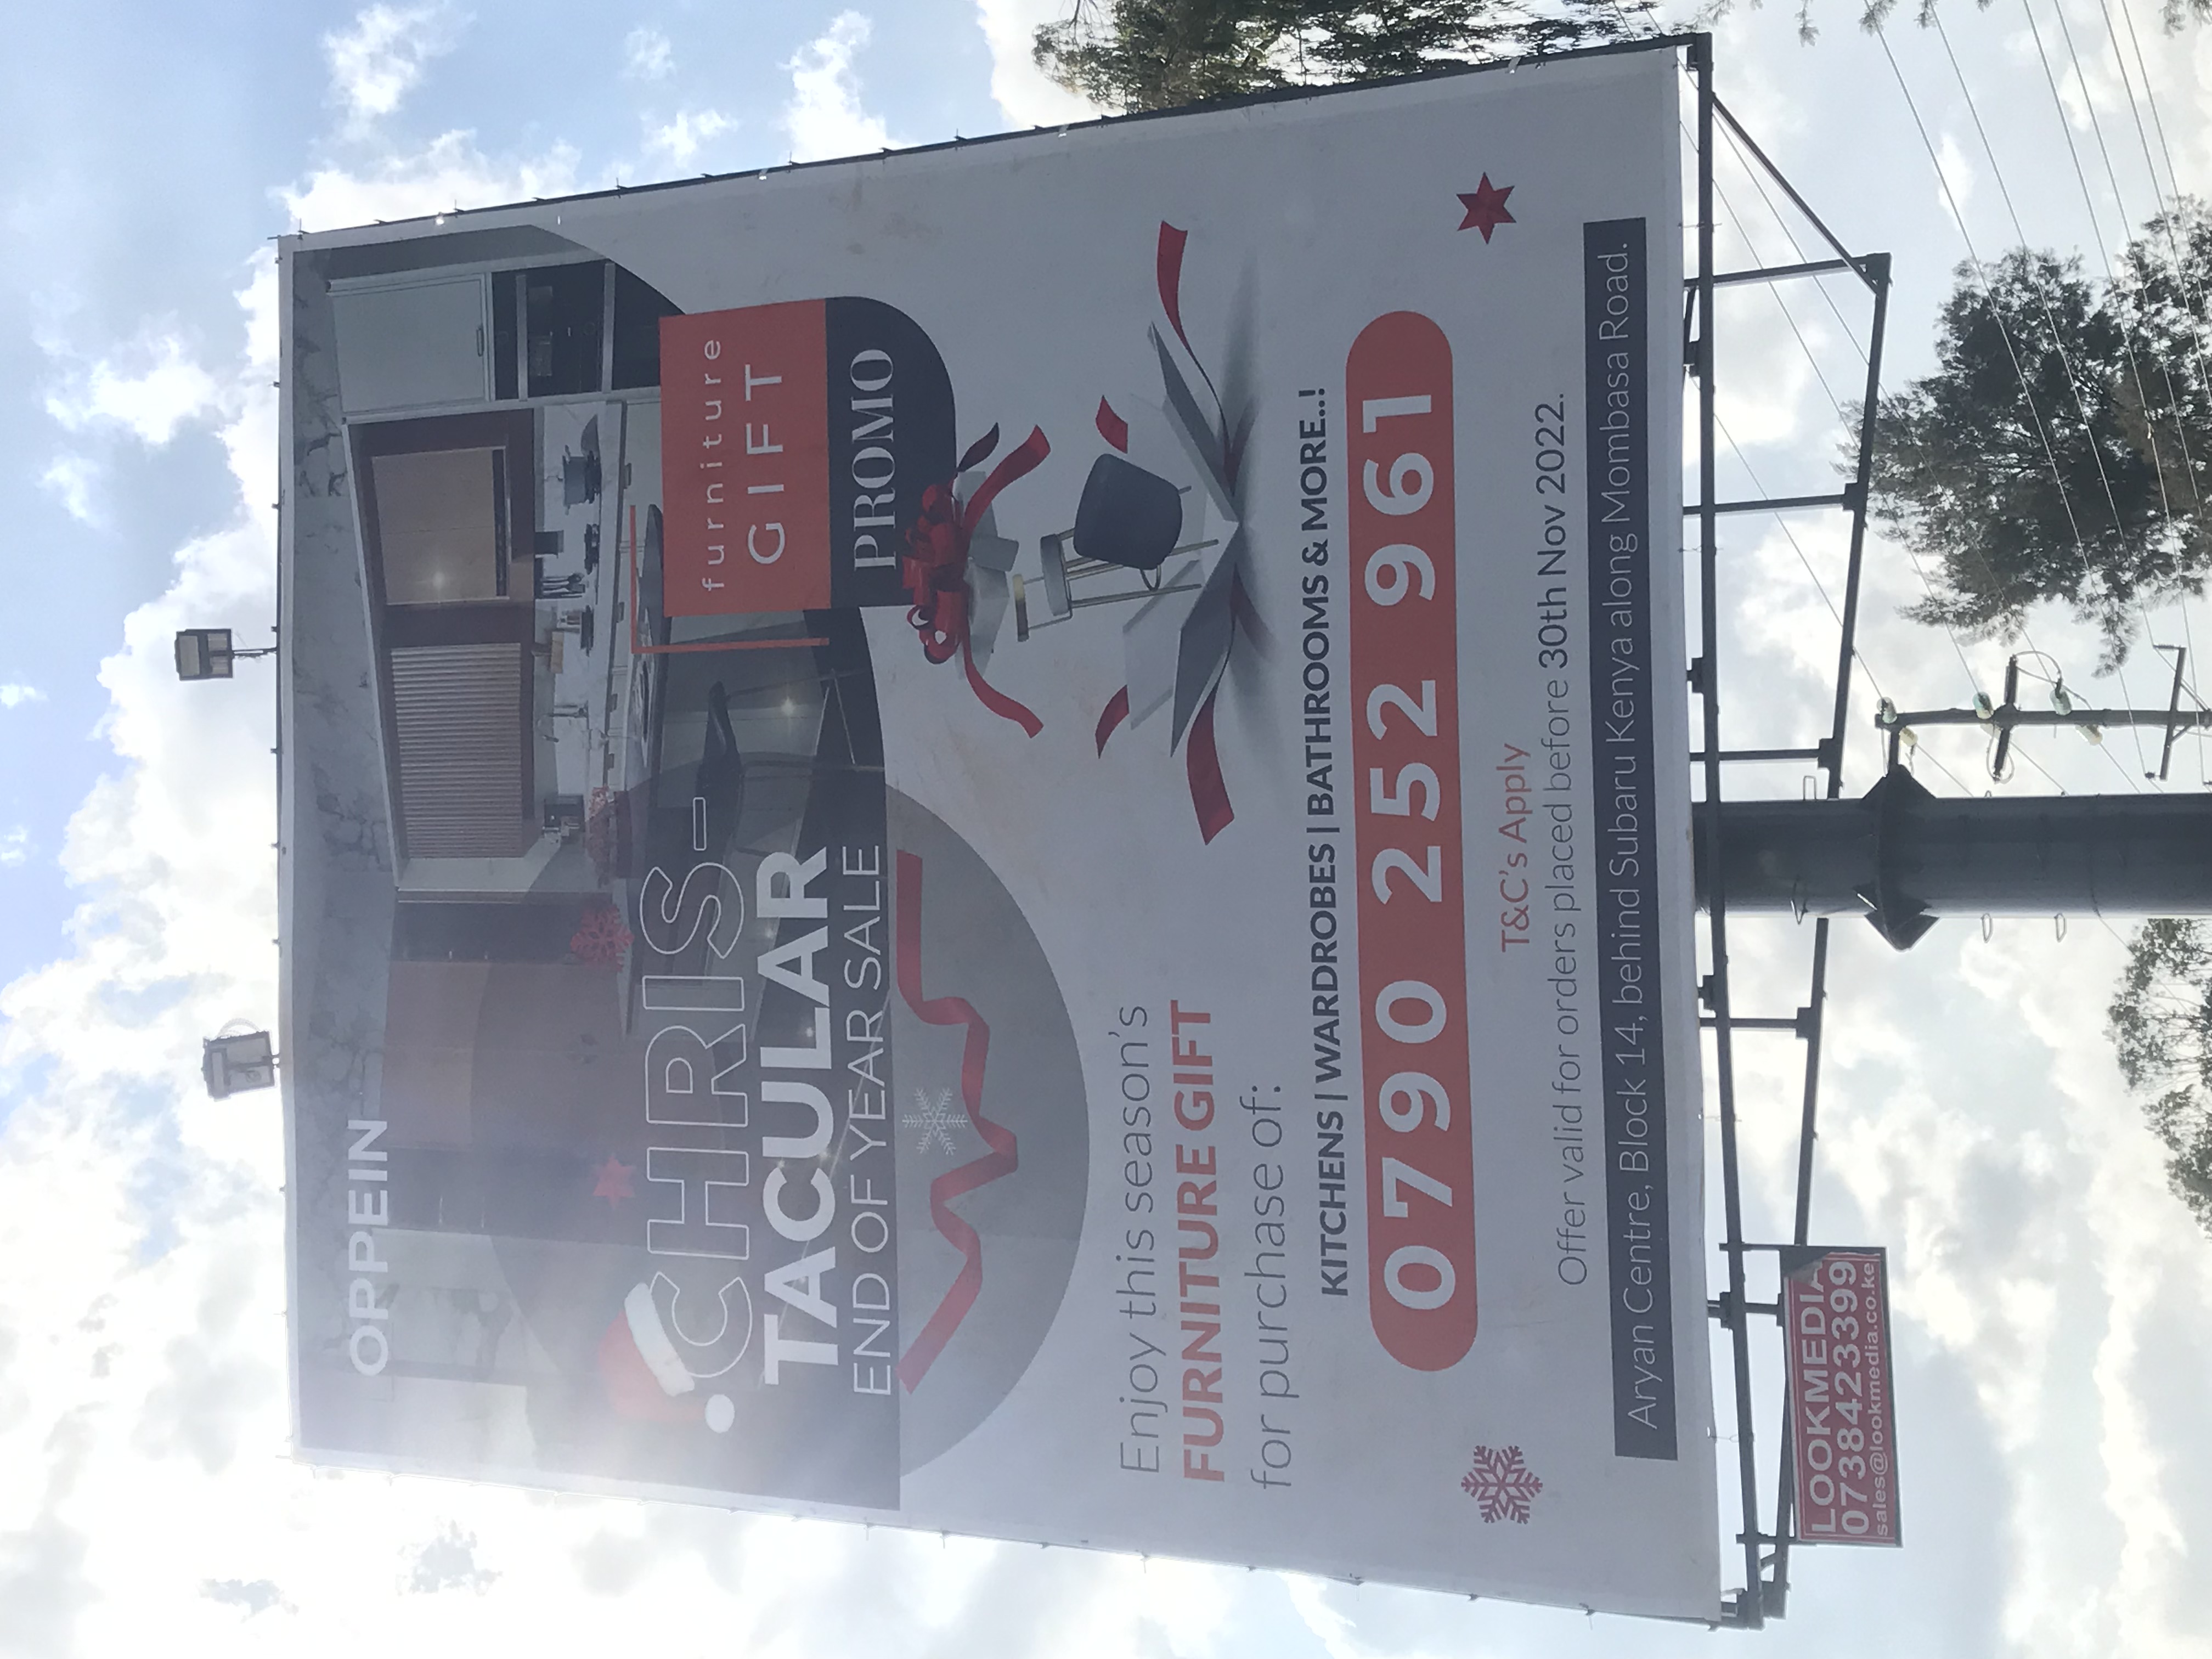 OPPEIN
CHRIS-
TACULAR
END OF YEAR SALE
furniture
GIFT
PROMO
Enjoy this season's
FURNITURE GIFT
for purchase of:
KITCHENS | WARDROBES | BATHROOMS & MORE..!
0790 252 961
T&C's Apply
Offer valid for orders placed before 30th Nov 2022.
Aryan Centre, Block 14, behind Subaru Kenya along Mombasa Road.
LOOKMEDIA
0738423399
sales@lookmedia.co.ke